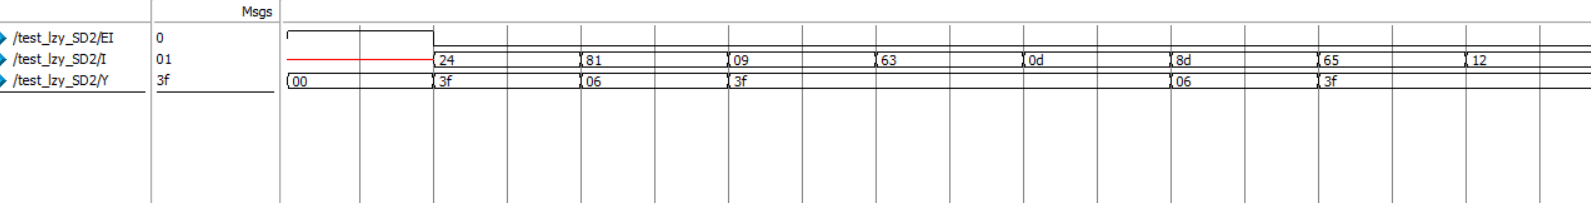 Msgs
/test_lzy_SD2/EI 0
/test_lzy_SD2/I 01 24 81 09 63 0d 8d 65 12
/test_lzy_SD2/Y 3f 00 3f 06 3f 06 3f